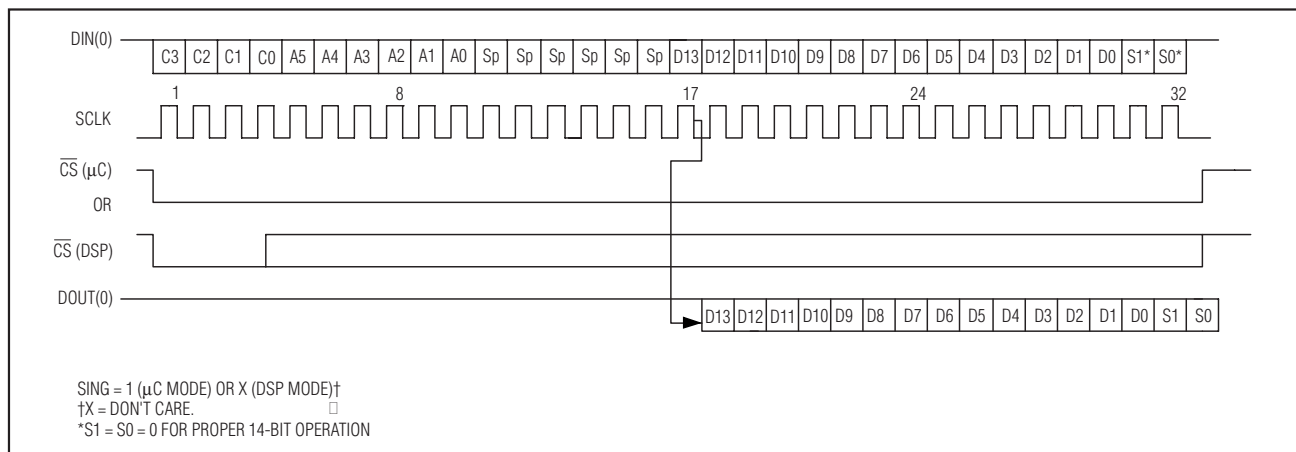 DIN(0) C3 C2 C1 C0 A5 A4 A3 A2 A1 A0 Sp Sp Sp Sp Sp Sp D13 D12 D11 D10 D9 D8 D7 D6 D5 D4 D3 D2 D1 D0 S1* S0*
1 8 17 24 32
SCLK
CS (μC)
OR
CS (DSP)
DOUT(0) D13 D12 D11 D10 D9 D8 D7 D6 D5 D4 D3 D2 D1 D0 S1 S0
SING = 1 (μC MODE) OR X (DSP MODE)†
†X = DON'T CARE.
*S1 = S0 = 0 FOR PROPER 14-BIT OPERATION